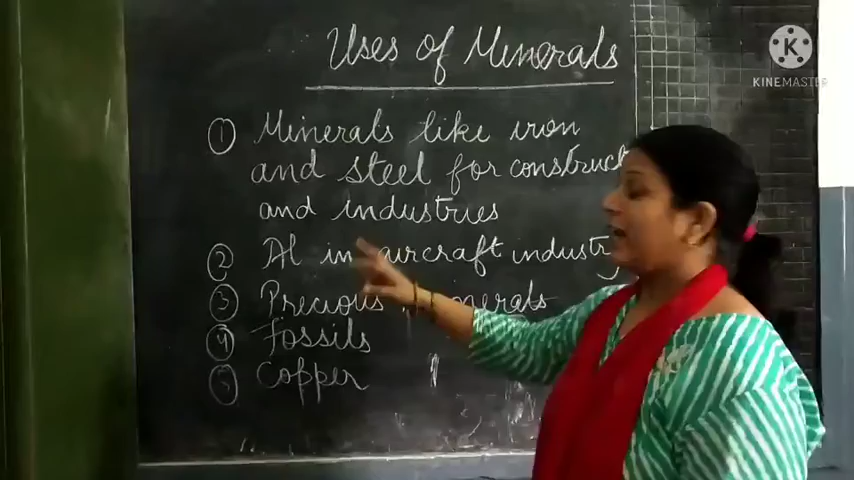 Uses of Minerals
K
KINEMASTER
1 Minerals like iron
and steel for construct
and industries
2 Al in aircraft industry
3 Precious
4 Fossils
5 Copper